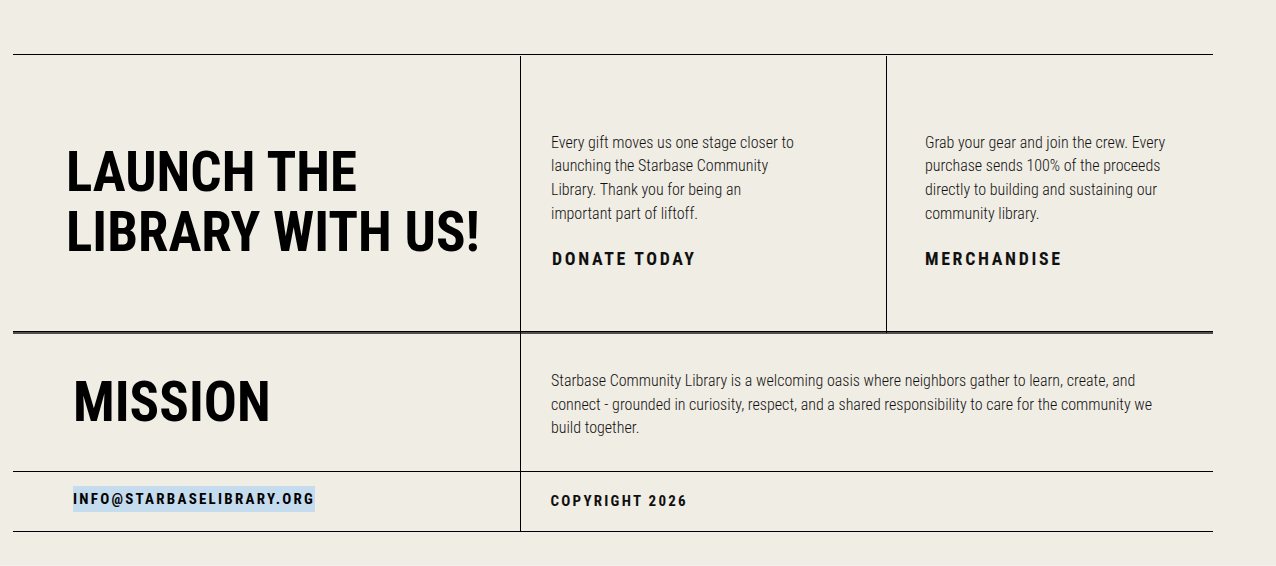 LAUNCH THE
LIBRARY WITH US!
Every gift moves us one stage closer to
launching the Starbase Community
Library. Thank you for being an
important part of liftoff.
DONATE TODAY
Grab your gear and join the crew. Every
purchase sends 100% of the proceeds
directly to building and sustaining our
community library.
MERCHANDISE
MISSION
Starbase Community Library is a welcoming oasis where neighbors gather to learn, create, and
connect - grounded in curiosity, respect, and a shared responsibility to care for the community we
build together.
INFO@STARBASELIBRARY.ORG
COPYRIGHT 2026